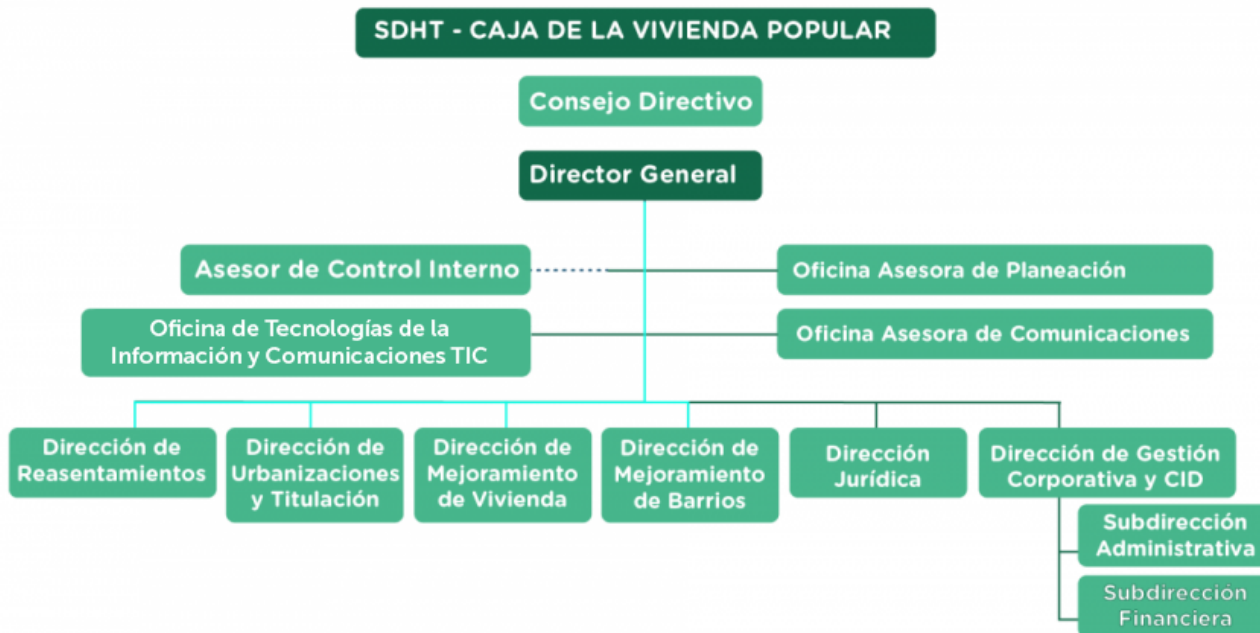 SDHT - CAJA DE LA VIVIENDA POPULAR
Consejo Directivo
Director General
Asesor de Control Interno
Oficina Asesora de Planeación
Oficina de Tecnologías de la
Información y Comunicaciones TIC
Oficina Asesora de Comunicaciones
Dirección de
Reasentamientos
Dirección de
Urbanizaciones
y Titulación
Dirección de
Mejoramiento
de Vivienda
Dirección de
Mejoramiento
de Barrios
Dirección
Jurídica
Dirección de Gestión
Corporativa y CID
Subdirección
Administrativa
Subdirección
Financiera